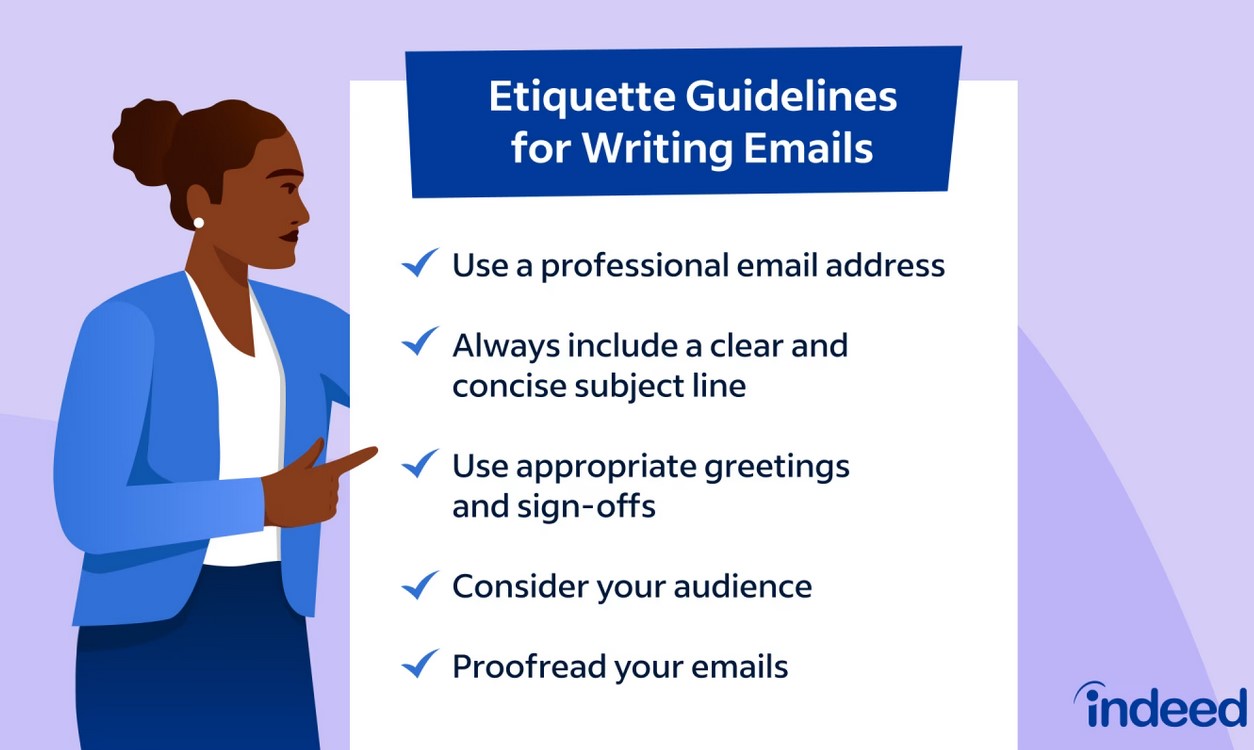 Etiquette Guidelines
for Writing Emails
Use a professional email address
Always include a clear and
concise subject line
Use appropriate greetings
and sign-offs
Consider your audience
Proofread your emails
indeed